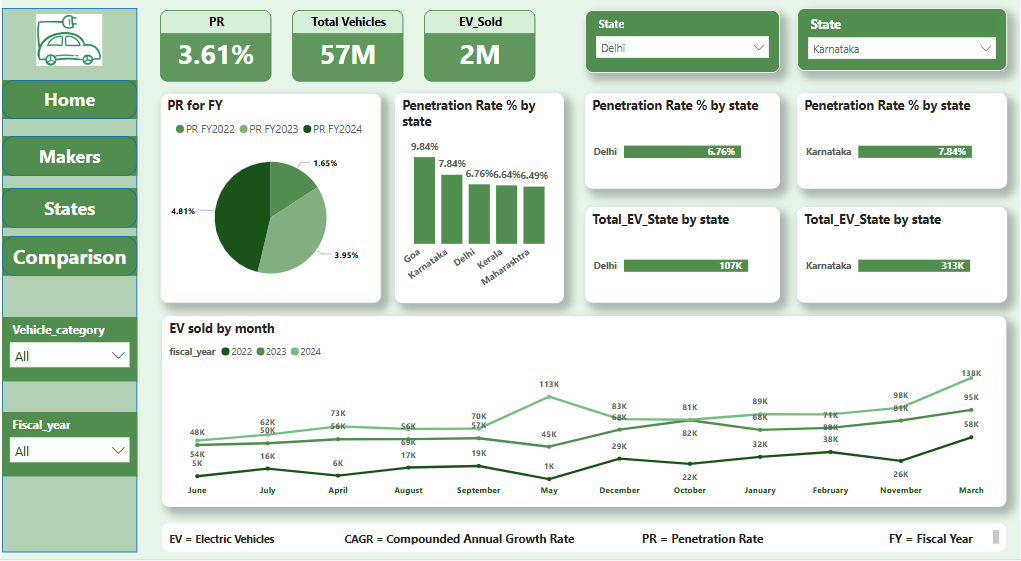 PR
3.61%
Total Vehicles
57M
EV_Sold
2M
State
Delhi
State
Karnataka
Home
Makers
States
Comparison
Vehicle_category
All
Fiscal_year
All
PR for FY
PR FY2022 PR FY2023 PR FY2024
1.65%
4.81%
3.95%
Penetration Rate % by
state
9.84%
7.84%
6.76% 6.64% 6.49%
Goa
Karnataka
Delhi
Kerala
Maharashtra
Penetration Rate % by state
Delhi 6.76%
Penetration Rate % by state
Karnataka 7.84%
Total_EV_State by state
Delhi 107K
Total_EV_State by state
Karnataka 313K
EV sold by month
fiscal_year 2022 2023 2024
48K 62K 73K 56K 70K 113K 83K 81K 89K 71K 98K 138K
54K 50K 56K 69K 57K 45K 68K 82K 68K 81K 95K
5K 16K 6K 17K 19K 1K 29K 22K 32K 38K 26K 58K
June July April August September May December October January February November March
EV = Electric Vehicles CAGR = Compounded Annual Growth Rate PR = Penetration Rate FY = Fiscal Year